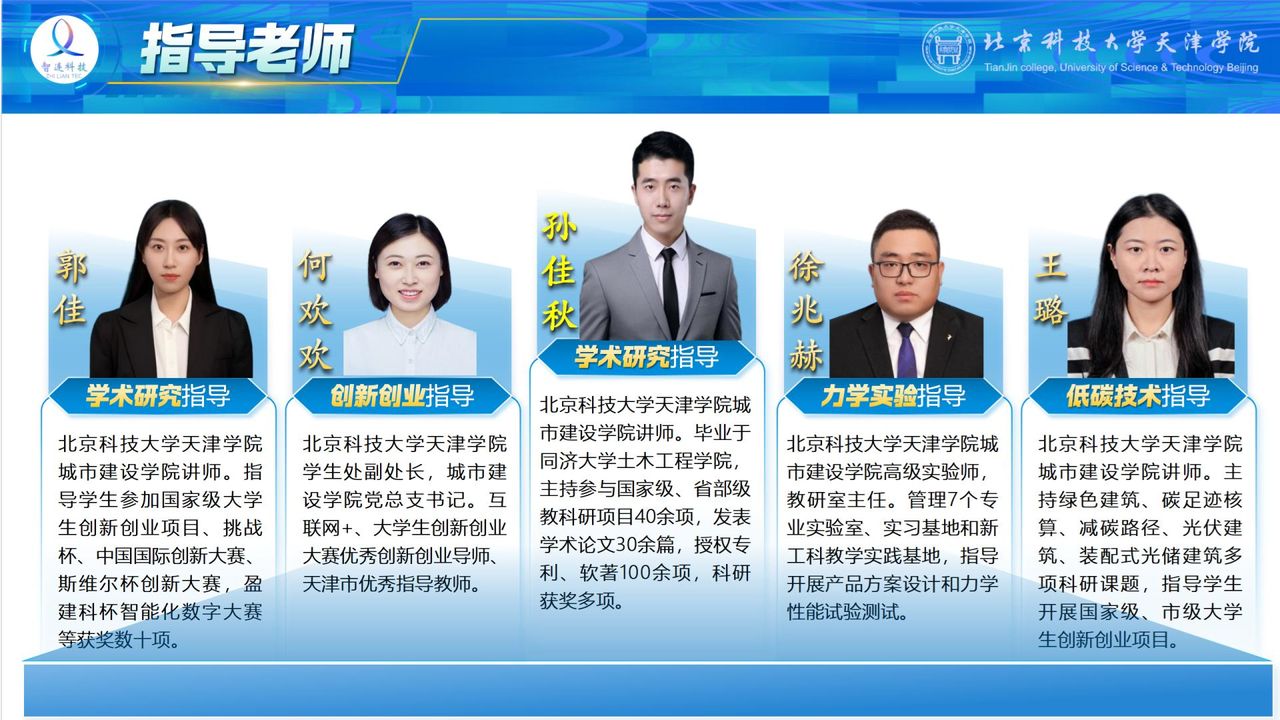 智连科技
ZHI LIAN TEC
指导老师
北京科技大学天津学院
TianJin college, University of Science & Technology Beijing
郭佳
学术研究指导
北京科技大学天津学院
城市建设学院讲师。指
导学生参加国家级大学
生创新创业项目、挑战
杯、中国国际创新大赛、
斯维尔杯创新大赛，盈
建科杯智能化数字大赛
等获奖数十项。
何欢欢
创新创业指导
北京科技大学天津学院
学生处副处长，城市建
设学院党总支书记。互
联网+、大学生创新创业
大赛优秀创新创业导师、
天津市优秀指导教师。
孙佳秋
学术研究指导
北京科技大学天津学院城
市建设学院讲师。毕业于
同济大学土木工程学院，
主持参与国家级、省部级
教科研项目40余项，发表
学术论文30余篇，授权专
利、软著100余项，科研
获奖多项。
徐兆赫
力学实验指导
北京科技大学天津学院城
市建设学院高级实验师，
教研室主任。管理7个专
业实验室、实习基地和新
工科教学实践基地，指导
开展产品方案设计和力学
性能试验测试。
王璐
低碳技术指导
北京科技大学天津学院
城市建设学院讲师。主
持绿色建筑、碳足迹核
算、减碳路径、光伏建
筑、装配式光储建筑多
项科研课题，指导学生
开展国家级、市级大学
生创新创业项目。